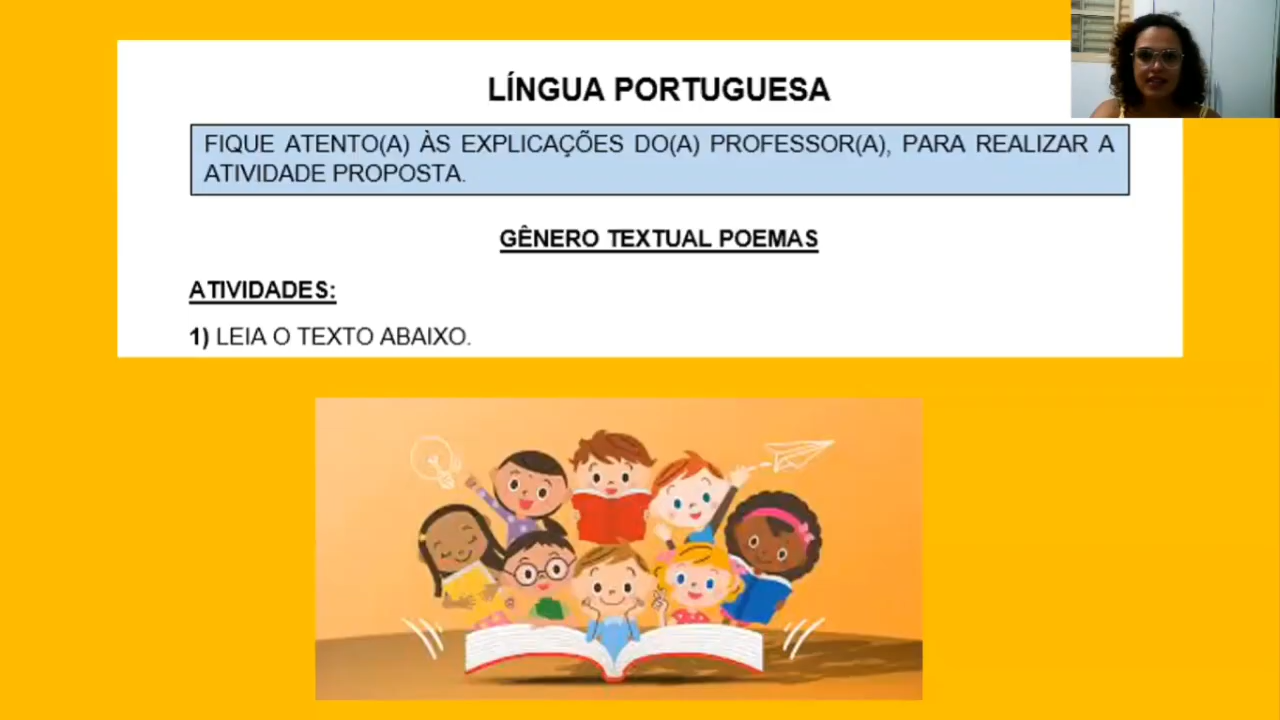 LÍNGUA PORTUGUESA
FIQUE ATENTO(A) ÀS EXPLICAÇÕES DO(A) PROFESSOR(A), PARA REALIZAR A
ATIVIDADE PROPOSTA.
GÊNERO TEXTUAL POEMAS
ATIVIDADES:
1) LEIA O TEXTO ABAIXO.